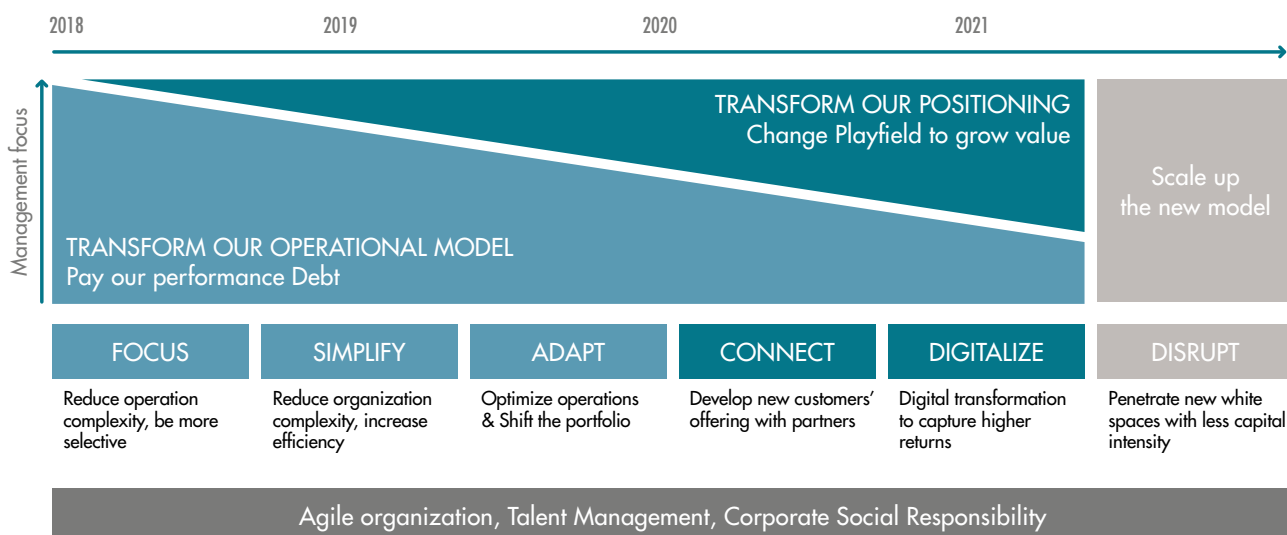 2018
2019
2020
2021
Management focus
TRANSFORM OUR POSITIONING
Change Playfield to grow value
Scale up
the new model
TRANSFORM OUR OPERATIONAL MODEL
Pay our performance Debt
FOCUS
Reduce operation
complexity, be more
selective
SIMPLIFY
Reduce organization
complexity, increase
efficiency
ADAPT
Optimize operations
& Shift the portfolio
CONNECT
Develop new customers’
offering with partners
DIGITALIZE
Digital transformation
to capture higher
returns
DISRUPT
Penetrate new white
spaces with less capital
intensity
Agile organization, Talent Management, Corporate Social Responsibility